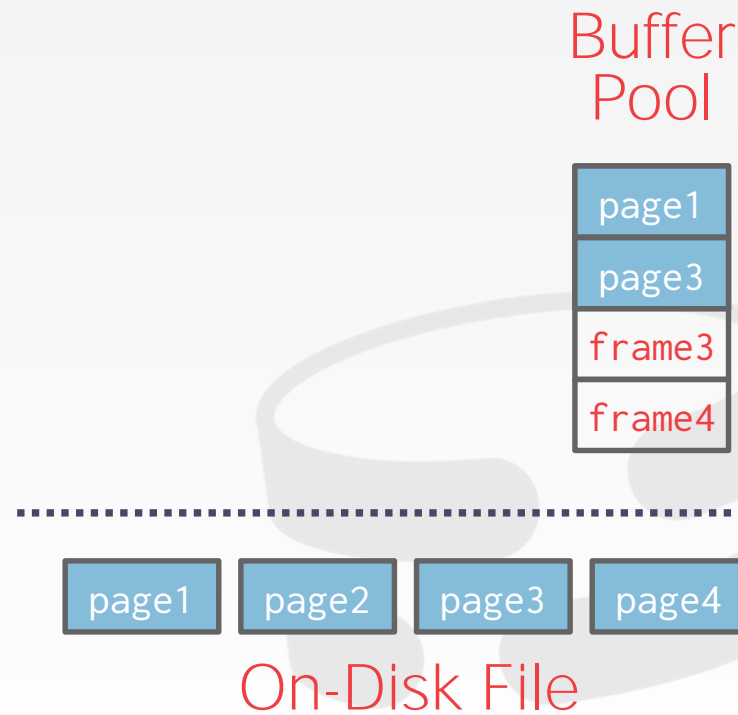 Buffer
Pool
page1
page3
frame3
frame4
page1 page2 page3 page4
On-Disk File